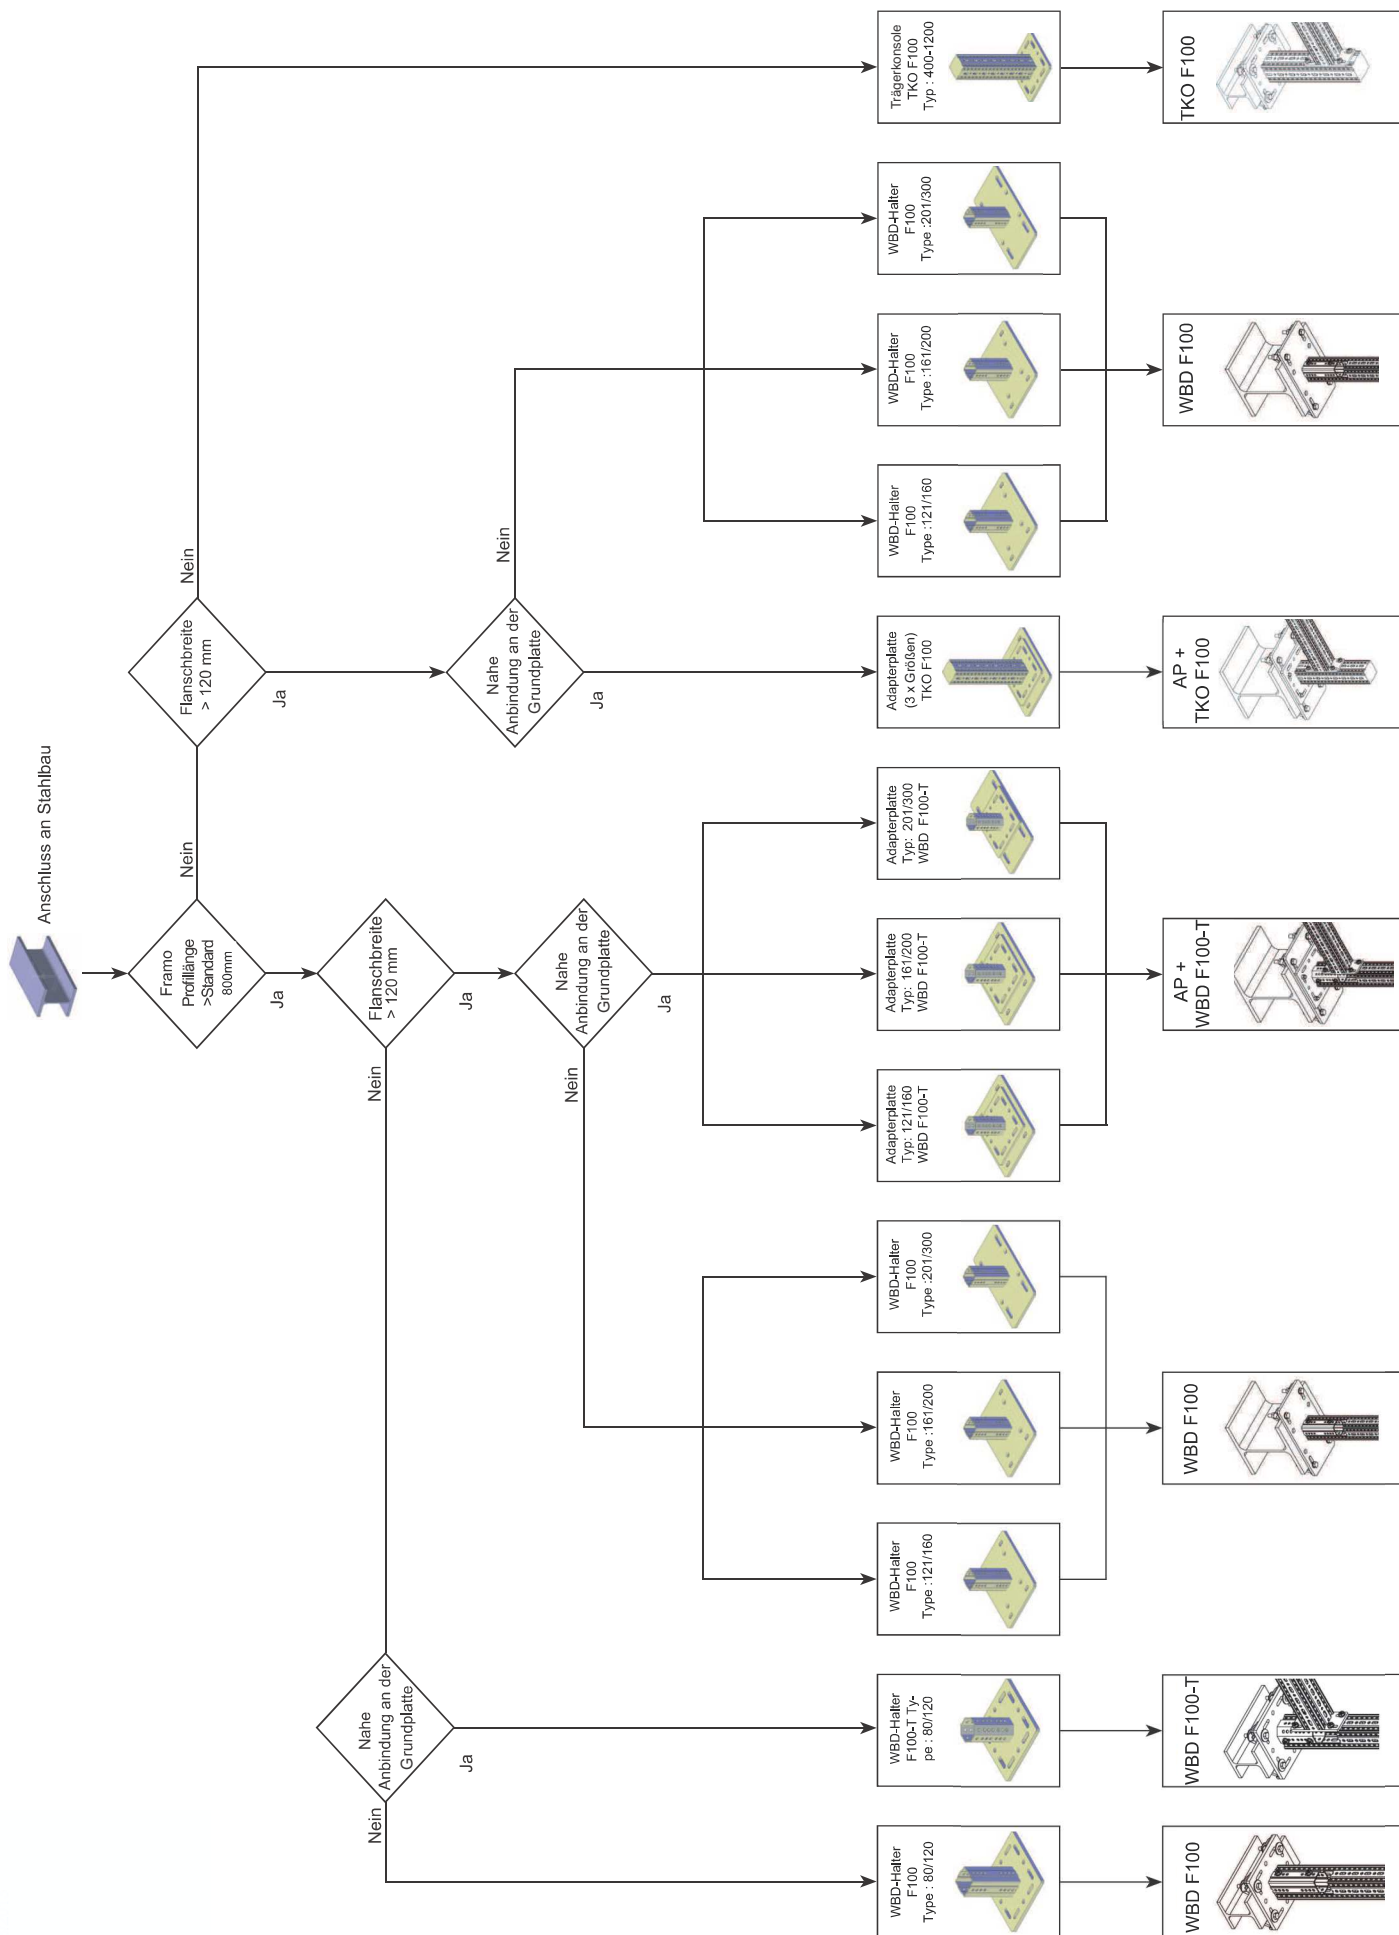 Anschluss an Stahlbau
Framo
Profillänge
>Standard
800mm
Nein
Ja
Flanschbreite
> 120 mm
Nein
Ja
Flanschbreite
> 120 mm
Nein
Ja
Nahe
Anbindung an der
Grundplatte
Nein
Ja
Nahe
Anbindung an der
Grundplatte
Nein
Ja
Nahe
Anbindung an der
Grundplatte
Nein
Ja
WBD-Halter
F100
Type : 80/120
WBD-Halter
F100-T Ty-
pe : 80/120
WBD-Halter
F100
Type :121/160
WBD-Halter
F100
Type :161/200
WBD-Halter
F100
Type :201/300
Adapterplatte
Typ: 121/160
WBD F100-T
Adapterplatte
Typ: 161/200
WBD F100-T
Adapterplatte
Typ: 201/300
WBD F100-T
Adapterplatte
(3 x Größen)
TKO F100
WBD-Halter
F100
Type :121/160
WBD-Halter
F100
Type :161/200
WBD-Halter
F100
Type :201/300
Trägerkonsole
TKO F100
Typ : 400-1200
WBD F100
WBD F100-T
WBD F100
AP +
WBD F100-T
AP +
TKO F100
WBD F100
TKO F100